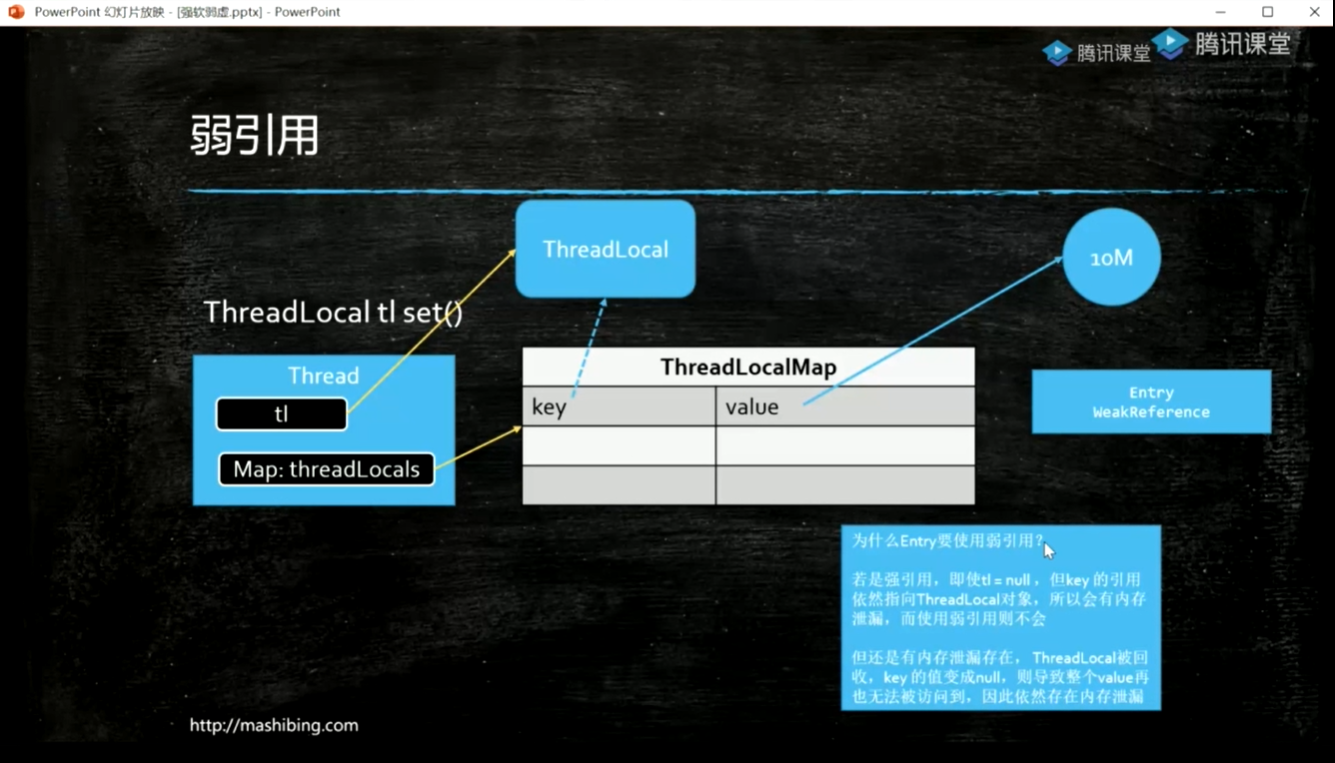 PowerPoint 幻灯片放映 - [强软弱虚.pptx] - PowerPoint
腾讯课堂
腾讯课堂
弱引用
ThreadLocal
10M
ThreadLocal tl set()
Thread
tl
Map: threadLocals
ThreadLocalMap
key
value
Entry
WeakReference
为什么Entry要使用弱引用？
若是强引用，即使tl = null ，但key 的引用
依然指向ThreadLocal对象，所以会有内存
泄漏，而使用弱引用则不会
但还是有内存泄漏存在， ThreadLocal被回
收，key 的值变成null，则导致整个value再
也无法被访问到，因此依然存在内存泄漏
http://mashibing.com